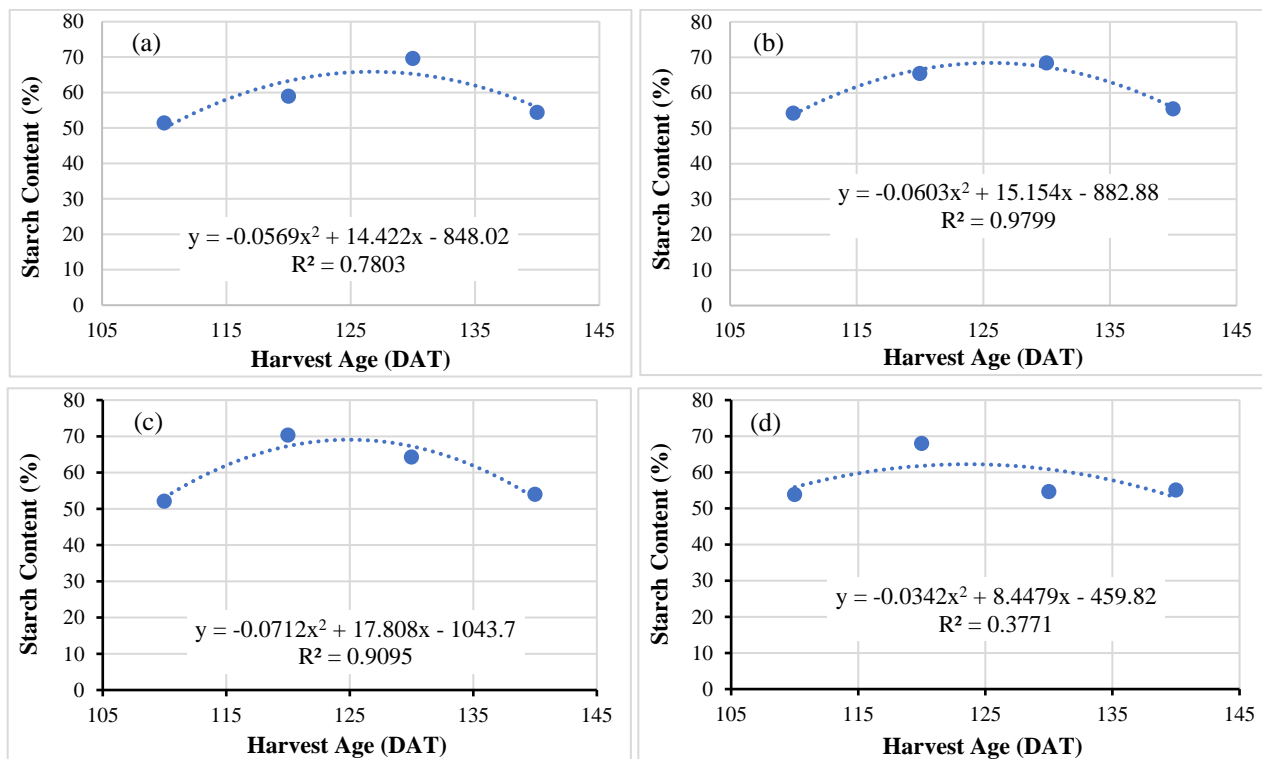 (a)
Starch Content (%)
80
70
60
50
40
30
20
10
0
y = -0.0569x² + 14.422x - 848.02
R² = 0.7803
105 115 125 135 145
Harvest Age (DAT)
(b)
Starch Content (%)
80
70
60
50
40
30
20
10
0
y = -0.0603x² + 15.154x - 882.88
R² = 0.9799
105 115 125 135 145
Harvest Age (DAT)
(c)
Starch Content (%)
80
70
60
50
40
30
20
10
0
y = -0.0712x² + 17.808x - 1043.7
R² = 0.9095
105 115 125 135 145
Harvest Age (DAT)
(d)
Starch Content (%)
80
70
60
50
40
30
20
10
0
y = -0.0342x² + 8.4479x - 459.82
R² = 0.3771
105 115 125 135 145
Harvest Age (DAT)